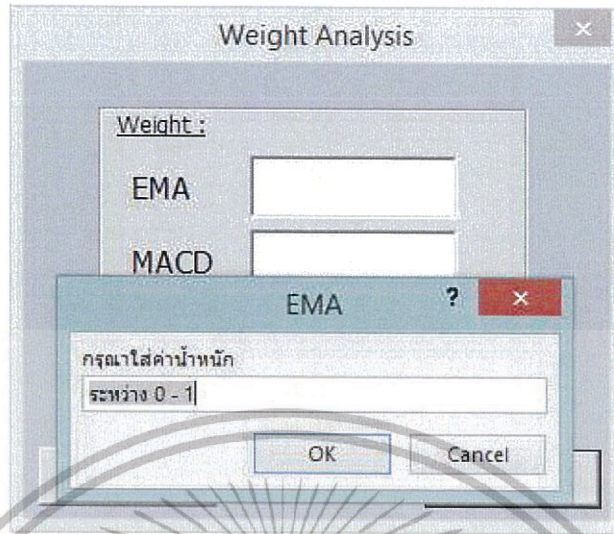 Weight Analysis
Weight :
EMA
MACD
EMA
?
กรุณาใส่ค่าน้ำหนัก
ระหว่าง 0 - 1
OK
Cancel